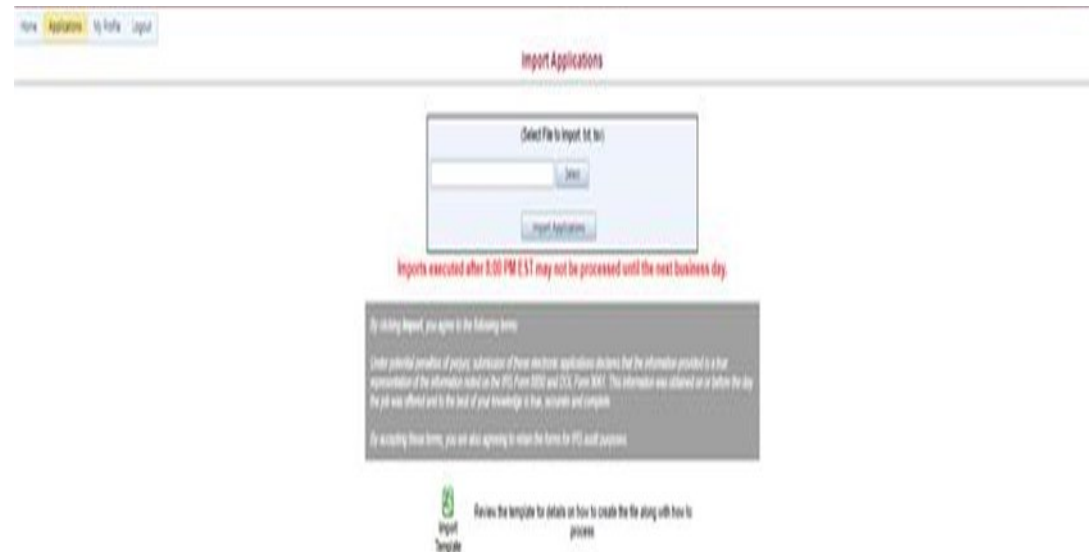 Home Applications My Profile Logout
Import Applications
(Select File to Import .txt, .tsv)
Select
Import Applications
Imports executed after 8:00 PM EST may not be processed until the next business day.
By clicking Import, you agree to the following terms:
Under potential penalties of perjury, submission of these electronic applications declares that the information provided is a true
representation of the information noted on the IRS Form 8850 and DOL Form 9061. This information was obtained on or before the day
the job was offered and to the best of your knowledge is true, accurate and complete.
By accepting these terms, you are also agreeing to retain the forms for IRS audit purposes.
Import
Template
Review the template for details on how to create the file along with how to
process